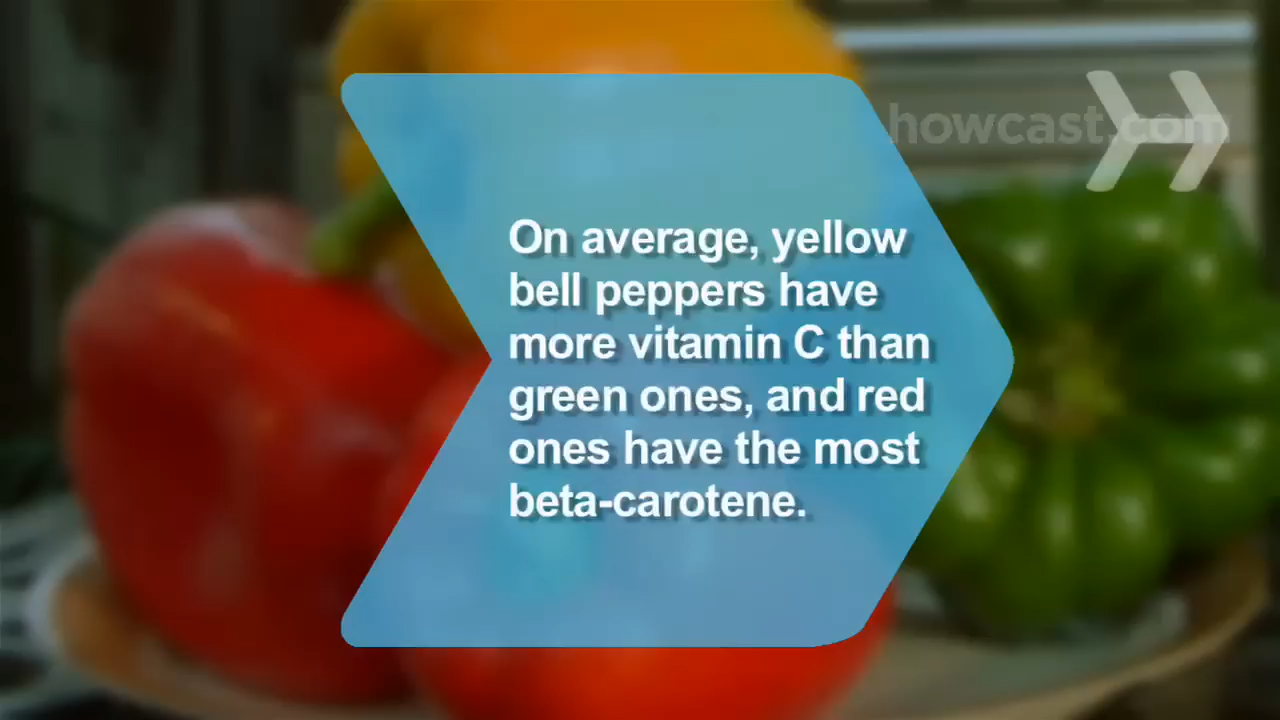 howcast.com
On average, yellow
bell peppers have
more vitamin C than
green ones, and red
ones have the most
beta-carotene.